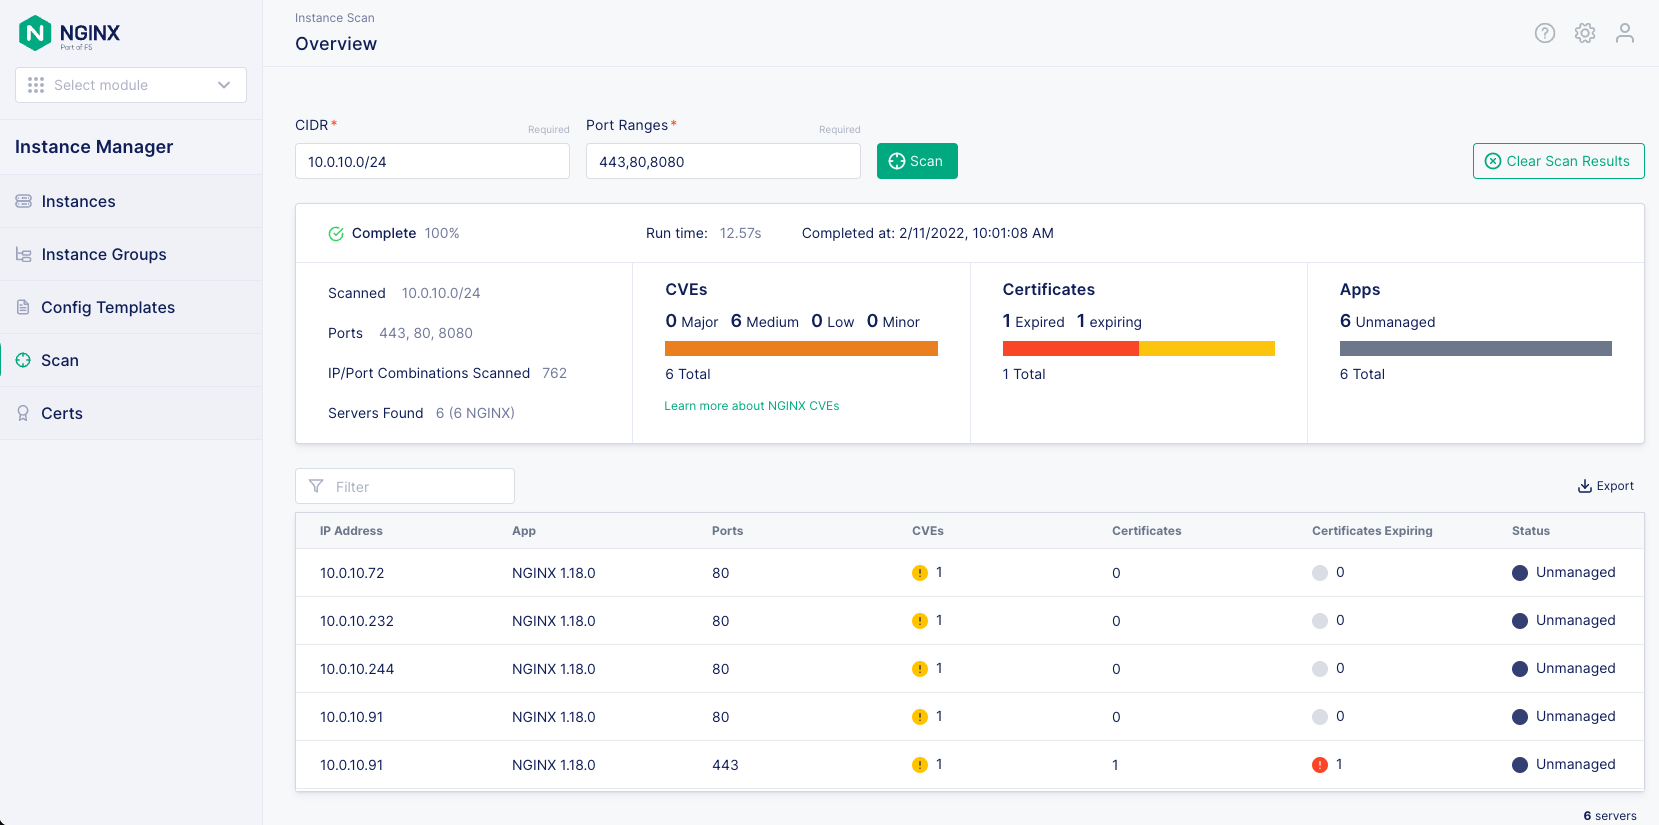 NGINX
Part of F5
Select module
Instance Manager
Instances
Instance Groups
Config Templates
Scan
Certs
Instance Scan
Overview
CIDR * Required
10.0.10.0/24
Port Ranges * Required
443,80,8080
Scan
Clear Scan Results
Complete 100% Run time: 12.57s Completed at: 2/11/2022, 10:01:08 AM
Scanned 10.0.10.0/24
Ports 443, 80, 8080
IP/Port Combinations Scanned 762
Servers Found 6 (6 NGINX)
CVEs
0 Major 6 Medium 0 Low 0 Minor
6 Total
Learn more about NGINX CVEs
Certificates
1 Expired 1 expiring
1 Total
Apps
6 Unmanaged
6 Total
Filter
Export
IP Address App Ports CVEs Certificates Certificates Expiring Status
10.0.10.72 NGINX 1.18.0 80 1 0 0 Unmanaged
10.0.10.232 NGINX 1.18.0 80 1 0 0 Unmanaged
10.0.10.244 NGINX 1.18.0 80 1 0 0 Unmanaged
10.0.10.91 NGINX 1.18.0 80 1 0 0 Unmanaged
10.0.10.91 NGINX 1.18.0 443 1 1 1 Unmanaged
6 servers